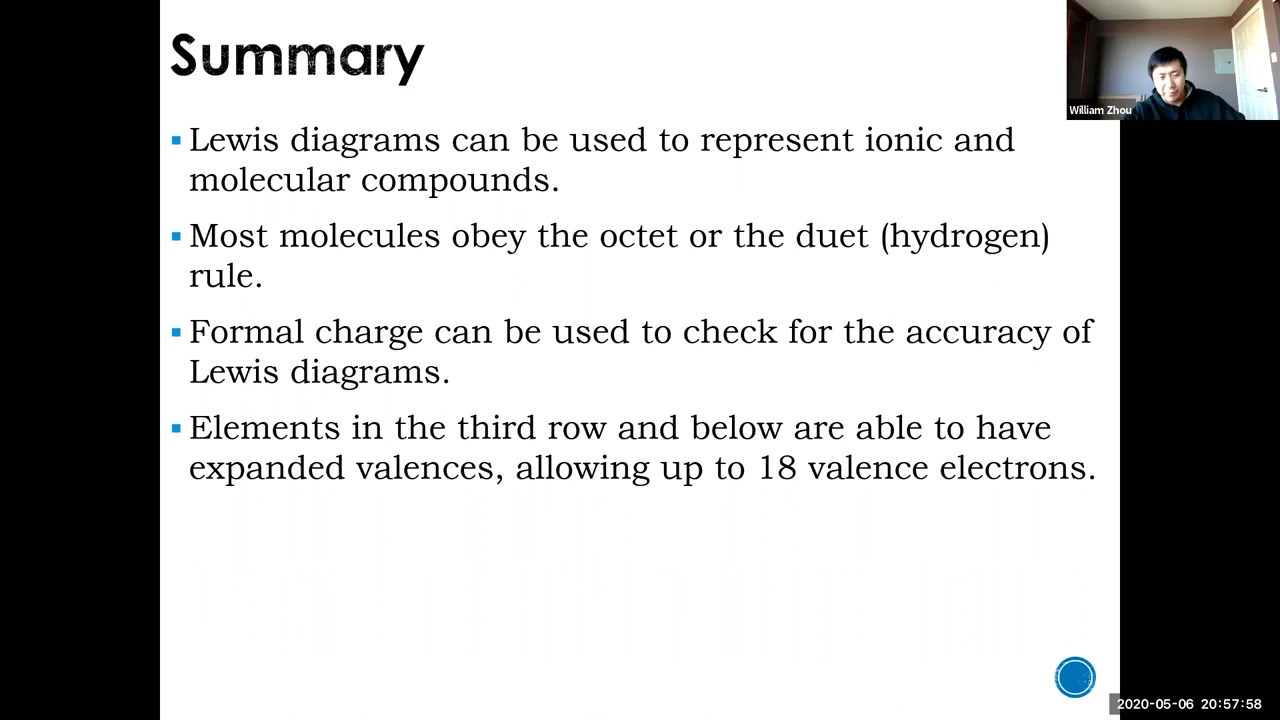 Summary
William Zhou
Lewis diagrams can be used to represent ionic and
molecular compounds.
Most molecules obey the octet or the duet (hydrogen)
rule.
Formal charge can be used to check for the accuracy of
Lewis diagrams.
Elements in the third row and below are able to have
expanded valences, allowing up to 18 valence electrons.
2020-05-06 20:57:58